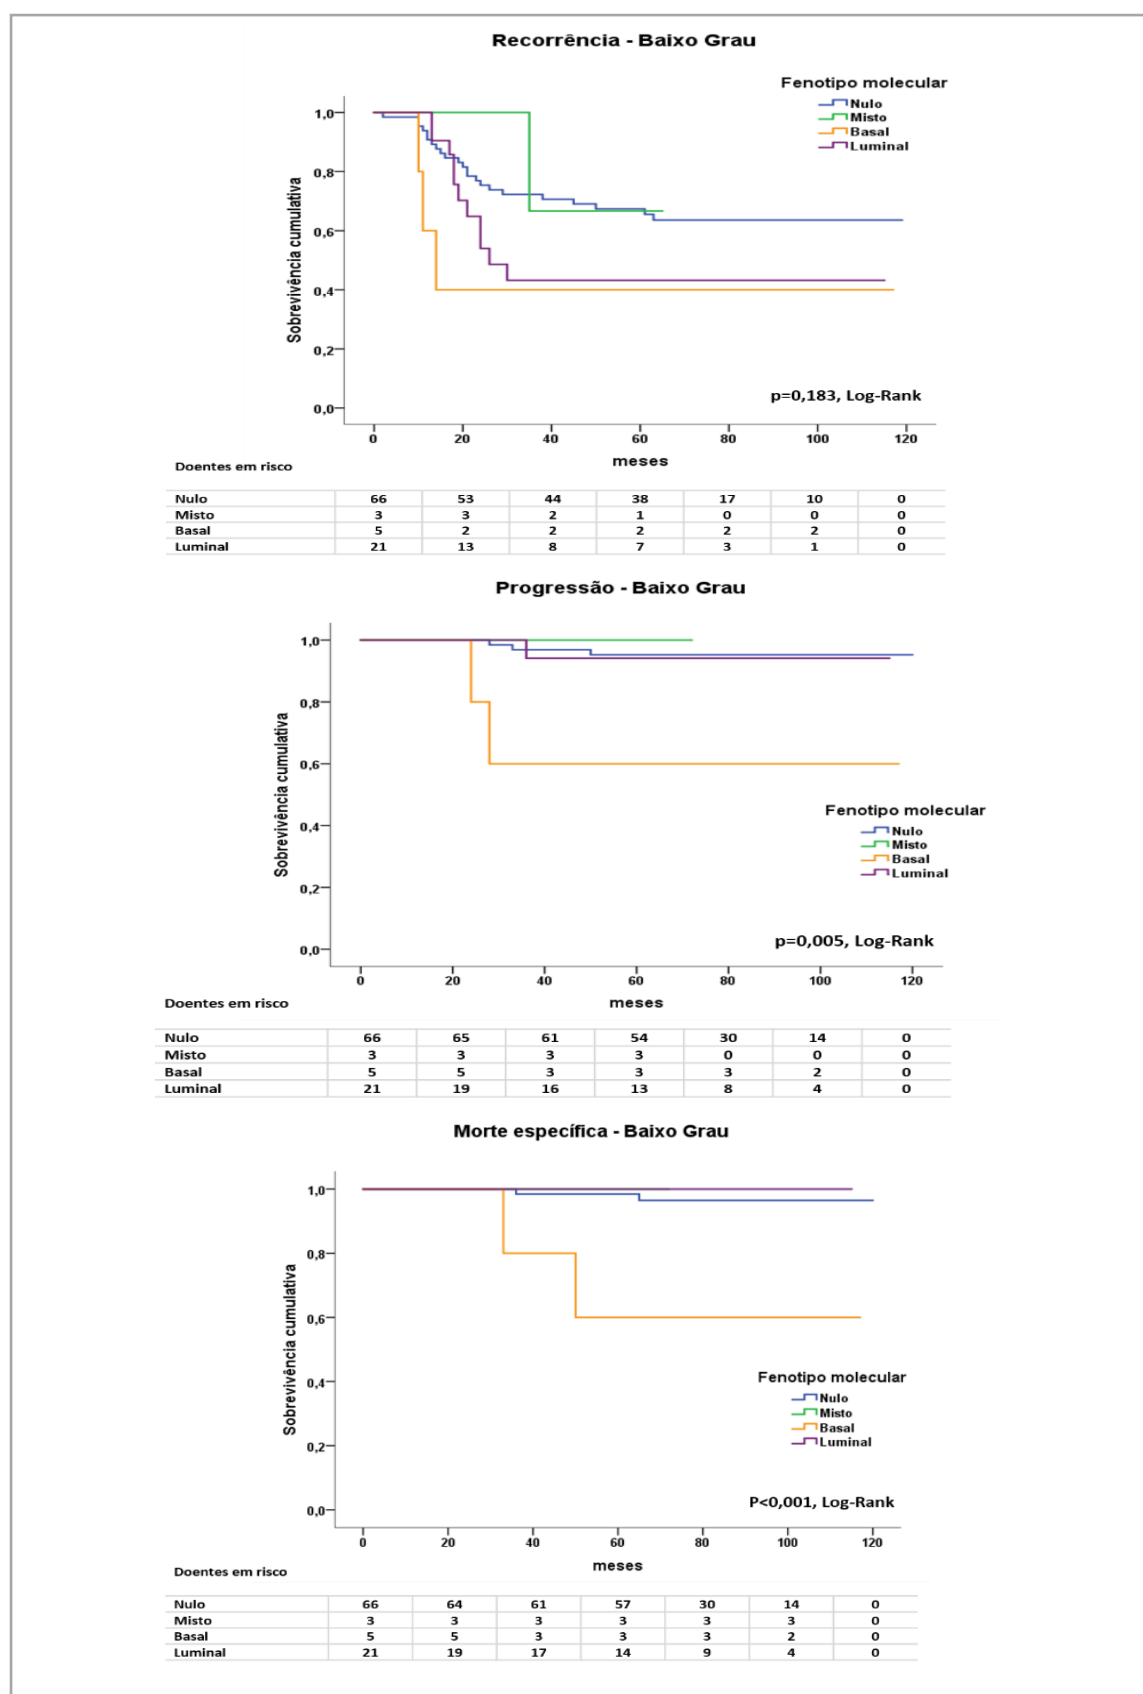 Recorrência - Baixo Grau
Fenotipo molecular
Nulo
Misto
Basal
Luminal
Sobrevivência cumulativa
1,0
0,8
0,6
0,4
0,2
0,0
p=0,183, Log-Rank
0 20 40 60 80 100 120
meses
Doentes em risco
Nulo 66 53 44 38 17 10 0
Misto 3 3 2 1 0 0 0
Basal 5 2 2 2 2 2 0
Luminal 21 13 8 7 3 1 0
Progressão - Baixo Grau
Sobrevivência cumulativa
1,0
0,8
0,6
0,4
0,2
0,0
Fenotipo molecular
Nulo
Misto
Basal
Luminal
p=0,005, Log-Rank
0 20 40 60 80 100 120
meses
Doentes em risco
Nulo 66 65 61 54 30 14 0
Misto 3 3 3 3 0 0 0
Basal 5 5 3 3 3 2 0
Luminal 21 19 16 13 8 4 0
Morte específica - Baixo Grau
Sobrevivência cumulativa
1,0
0,8
0,6
0,4
0,2
0,0
Fenotipo molecular
Nulo
Misto
Basal
Luminal
P<0,001, Log-Rank
0 20 40 60 80 100 120
meses
Doentes em risco
Nulo 66 64 61 57 30 14 0
Misto 3 3 3 3 3 3 0
Basal 5 5 3 3 3 2 0
Luminal 21 19 17 14 9 4 0